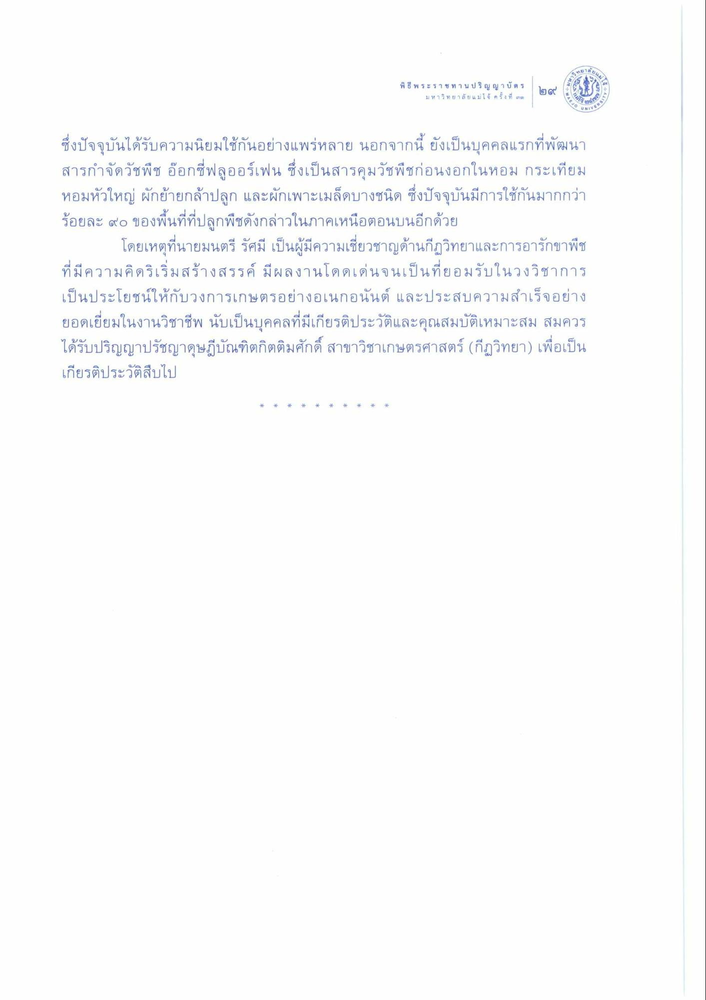 พิธีพระราชทานปริญญาบัตร
มหาวิทยาลัยแม่โจ้ ครั้งที่ ๓๑
๒๙
มหาวิทยาลัยแม่โจ้
แม่โจ้ ๒๔๗๗
MAEJO UNIVERSITY
ซึ่งปัจจุบันได้รับความนิยมใช้กันอย่างแพร่หลาย นอกจากนี้ ยังเป็นบุคคลแรกที่พัฒนา
สารกำจัดวัชพืช อ๊อกซี่ฟลูออร์เฟน ซึ่งเป็นสารคุมวัชพืชก่อนงอกในหอม กระเทียม
หอมหัวใหญ่ ผักย้ายกล้าปลูก และผักเพาะเมล็ดบางชนิด ซึ่งปัจจุบันมีการใช้กันมากกว่า
ร้อยละ ๙๐ ของพื้นที่ที่ปลูกพืชดังกล่าวในภาคเหนือตอนบนอีกด้วย
โดยเหตุที่นายมนตรี รัศมี เป็นผู้มีความเชี่ยวชาญด้านกีฏวิทยาและการอารักขาพืช
ที่มีความคิดริเริ่มสร้างสรรค์ มีผลงานโดดเด่นจนเป็นที่ยอมรับในวงวิชาการ
เป็นประโยชน์ให้กับวงการเกษตรอย่างอเนกอนันต์ และประสบความสำเร็จอย่าง
ยอดเยี่ยมในงานวิชาชีพ นับเป็นบุคคลที่มีเกียรติประวัติและคุณสมบัติเหมาะสม สมควร
ได้รับปริญญาปรัชญาดุษฎีบัณฑิตกิตติมศักดิ์ สาขาวิชาเกษตรศาสตร์ (กีฏวิทยา) เพื่อเป็น
เกียรติประวัติสืบไป
* * * * * * * * * *